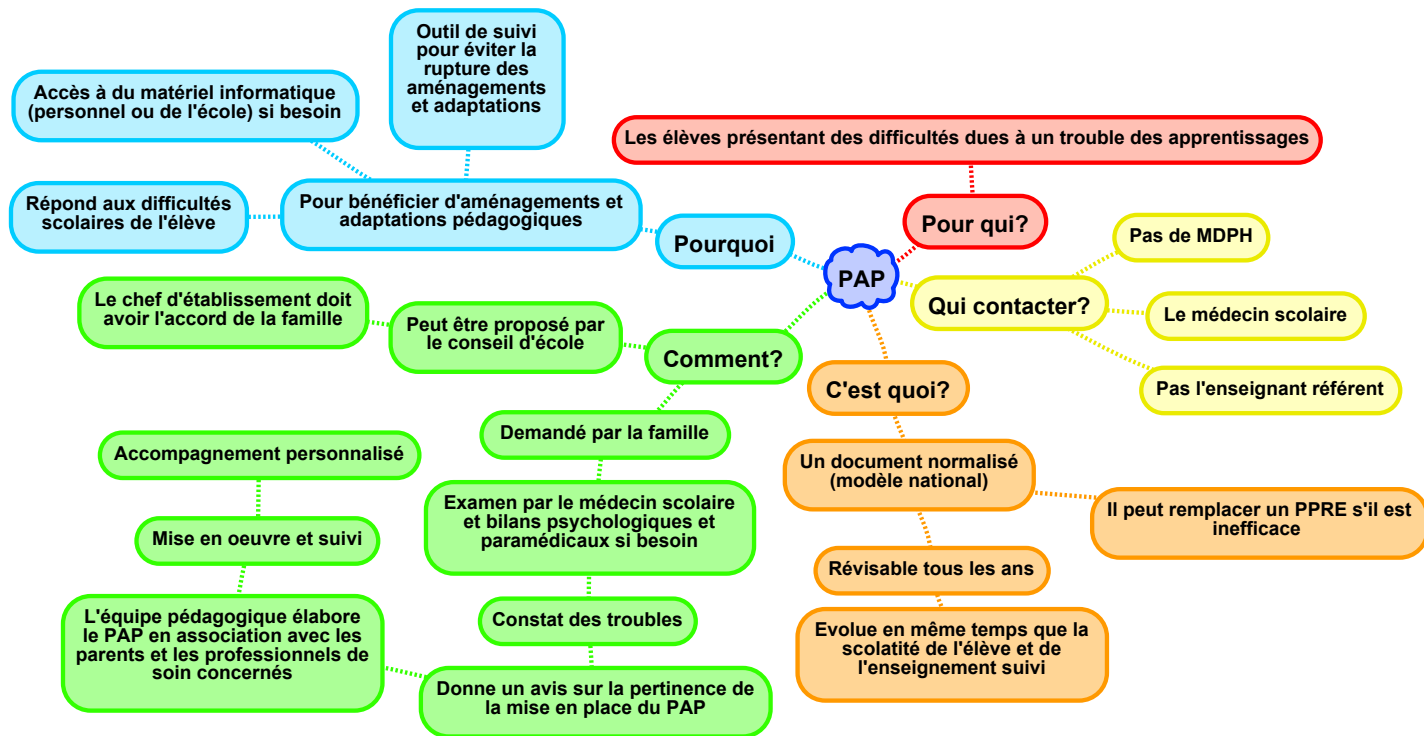 PAP
Pourquoi
Pour bénéficier d'aménagements et
adaptations pédagogiques
Outil de suivi
pour éviter la
rupture des
aménagements
et adaptations
Accès à du matériel informatique
(personnel ou de l'école) si besoin
Répond aux difficultés
scolaires de l'élève
Pour qui?
Les élèves présentant des difficultés dues à un trouble des apprentissages
Qui contacter?
Pas de MDPH
Le médecin scolaire
Pas l'enseignant référent
C'est quoi?
Un document normalisé
(modèle national)
Il peut remplacer un PPRE s'il est
inefficace
Révisable tous les ans
Evolue en même temps que la
scolatité de l'élève et de
l'enseignement suivi
Comment?
Peut être proposé par
le conseil d'école
Le chef d'établissement doit
avoir l'accord de la famille
Demandé par la famille
Examen par le médecin scolaire
et bilans psychologiques et
paramédicaux si besoin
Constat des troubles
Donne un avis sur la pertinence de
la mise en place du PAP
L'équipe pédagogique élabore
le PAP en association avec les
parents et les professionnels de
soin concernés
Mise en oeuvre et suivi
Accompagnement personnalisé